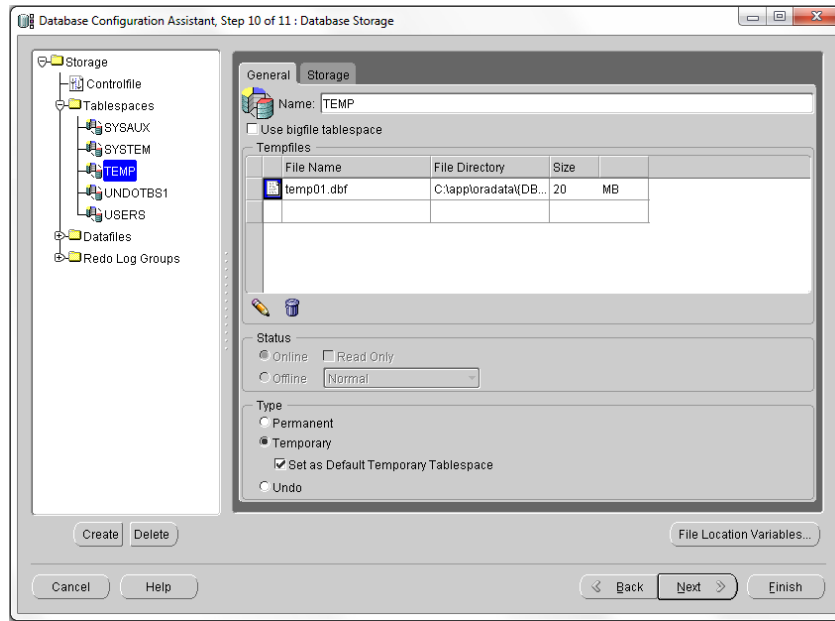 Database Configuration Assistant, Step 10 of 11 : Database Storage
Storage
Controlfile
Tablespaces
SYSAUX
SYSTEM
TEMP
UNDOTBS1
USERS
Datafiles
Redo Log Groups
General Storage
Name: TEMP
Use bigfile tablespace
Tempfiles
File Name File Directory Size
temp01.dbf C:\app\oradata\{DB... 20 MB
Status
Online Read Only
Offline Normal
Type
Permanent
Temporary
Set as Default Temporary Tablespace
Undo
Create Delete File Location Variables...
Cancel Help Back Next Finish